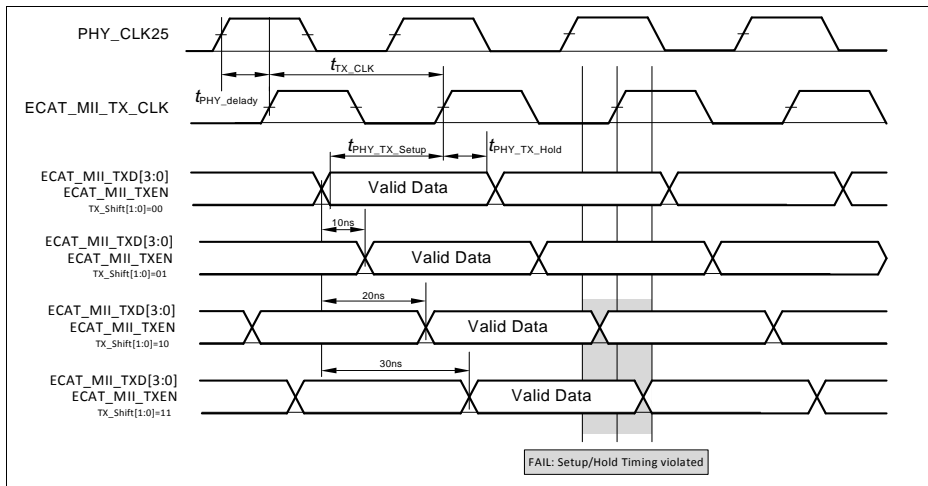 PHY_CLK25
tTX_CLK
tPHY_delady
ECAT_MII_TX_CLK
tPHY_TX_Setup
tPHY_TX_Hold
ECAT_MII_TXD[3:0]
ECAT_MII_TXEN
TX_Shift[1:0]=00
Valid Data
10ns
ECAT_MII_TXD[3:0]
ECAT_MII_TXEN
TX_Shift[1:0]=01
Valid Data
20ns
ECAT_MII_TXD[3:0]
ECAT_MII_TXEN
TX_Shift[1:0]=10
Valid Data
30ns
ECAT_MII_TXD[3:0]
ECAT_MII_TXEN
TX_Shift[1:0]=11
Valid Data
FAIL: Setup/Hold Timing violated